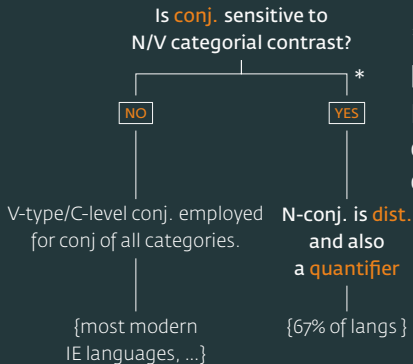 Is conj. sensitive to
N/V categorial contrast?
*
NO
YES
V-type/C-level conj. employed
for conj of all categories.
N-conj. is dist.
and also
a quantifier
{most modern
IE languages, ...}
{67% of langs}